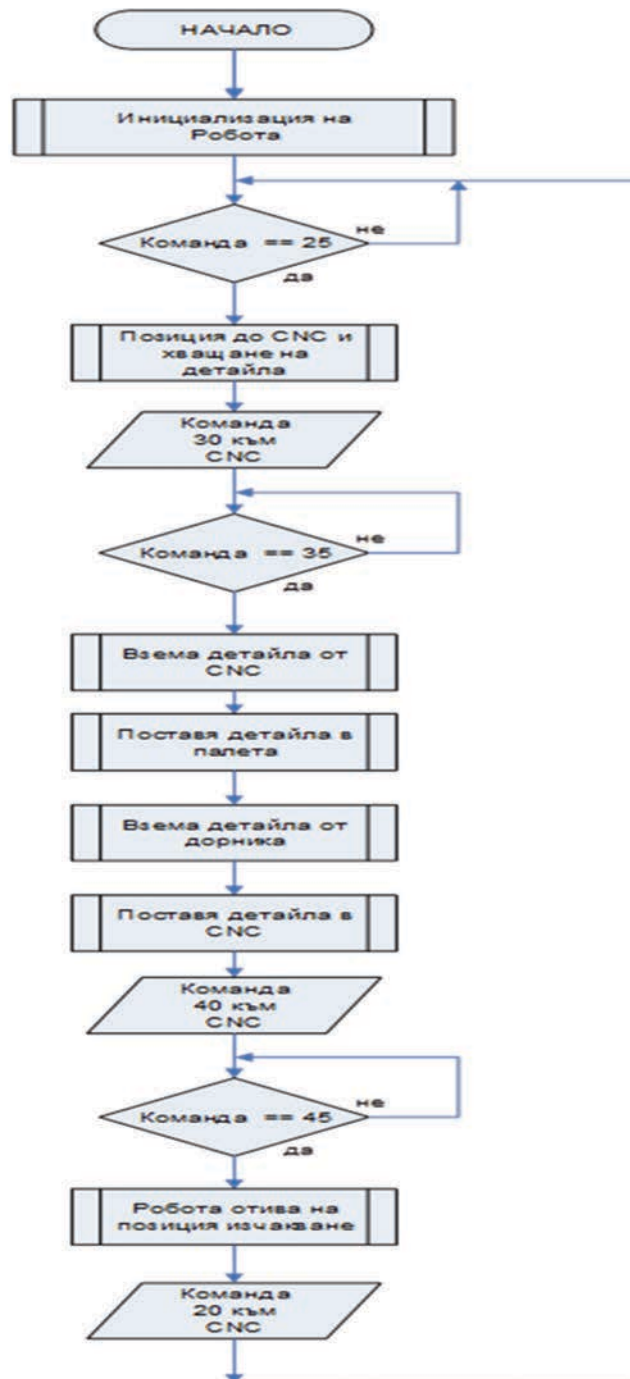 НАЧАЛО
Инициализация на
Робота
Команда == 25
не
да
Позиция до CNC и
хващане на
детайла
Команда
30 към
CNC
Команда == 35
не
да
Взема детайла от
CNC
Поставя детайла в
палета
Взема детайла от
дорника
Поставя детайла в
CNC
Команда
40 към
CNC
Команда == 45
не
да
Робота отива на
позиция изчакване
Команда
20 към
CNC